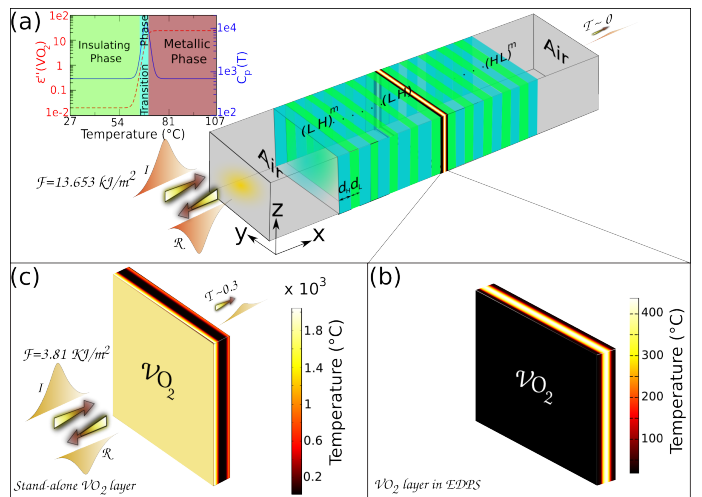 (a)
1e2
10
1
0.1
1e-2
ε''(VO2)
Insulating
Phase
Transition Phase
Metallic
Phase
1e4
1e3
1e2
Cp(T)
27 54 81 107
Temperature (°C)
Air
(HL)^m
(LH)
(LH)^m
Air
T ~ 0
I
F=13.653 kJ/m²
R
dH dL
z
y
x
(c)
T ~0.3
x 10³
1.8
1.4
1
0.6
0.2
Temperature (°C)
F=3.81 KJ/m²
I
VO2
R
Stand-alone VO2 layer
(b)
VO2
400
300
200
100
Temperature (°C)
VO2 layer in EDPS